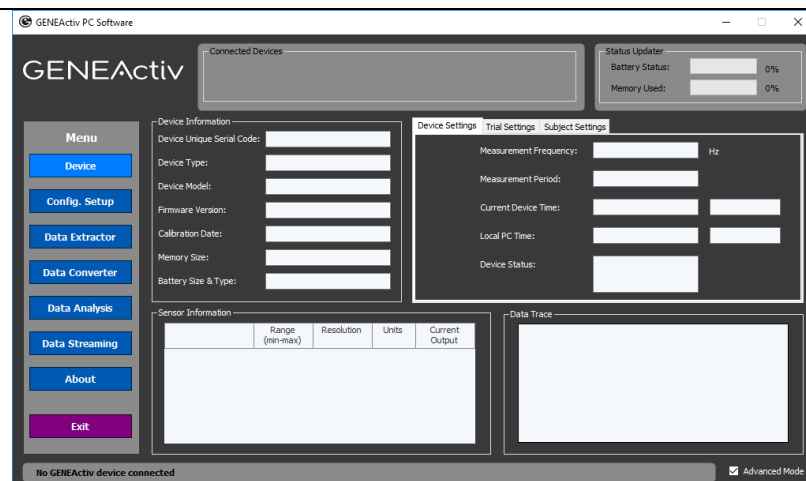 GENEActiv PC Software
GENEActiv
Connected Devices
Status Updater
Battery Status: 0%
Memory Used: 0%
Menu
Device
Config. Setup
Data Extractor
Data Converter
Data Analysis
Data Streaming
About
Exit
Device Information
Device Unique Serial Code:
Device Type:
Device Model:
Firmware Version:
Calibration Date:
Memory Size:
Battery Size & Type:
Device Settings Trial Settings Subject Settings
Measurement Frequency: Hz
Measurement Period:
Current Device Time:
Local PC Time:
Device Status:
Sensor Information
Range (min-max) Resolution Units Current Output
Data Trace
No GENEActiv device connected
Advanced Mode